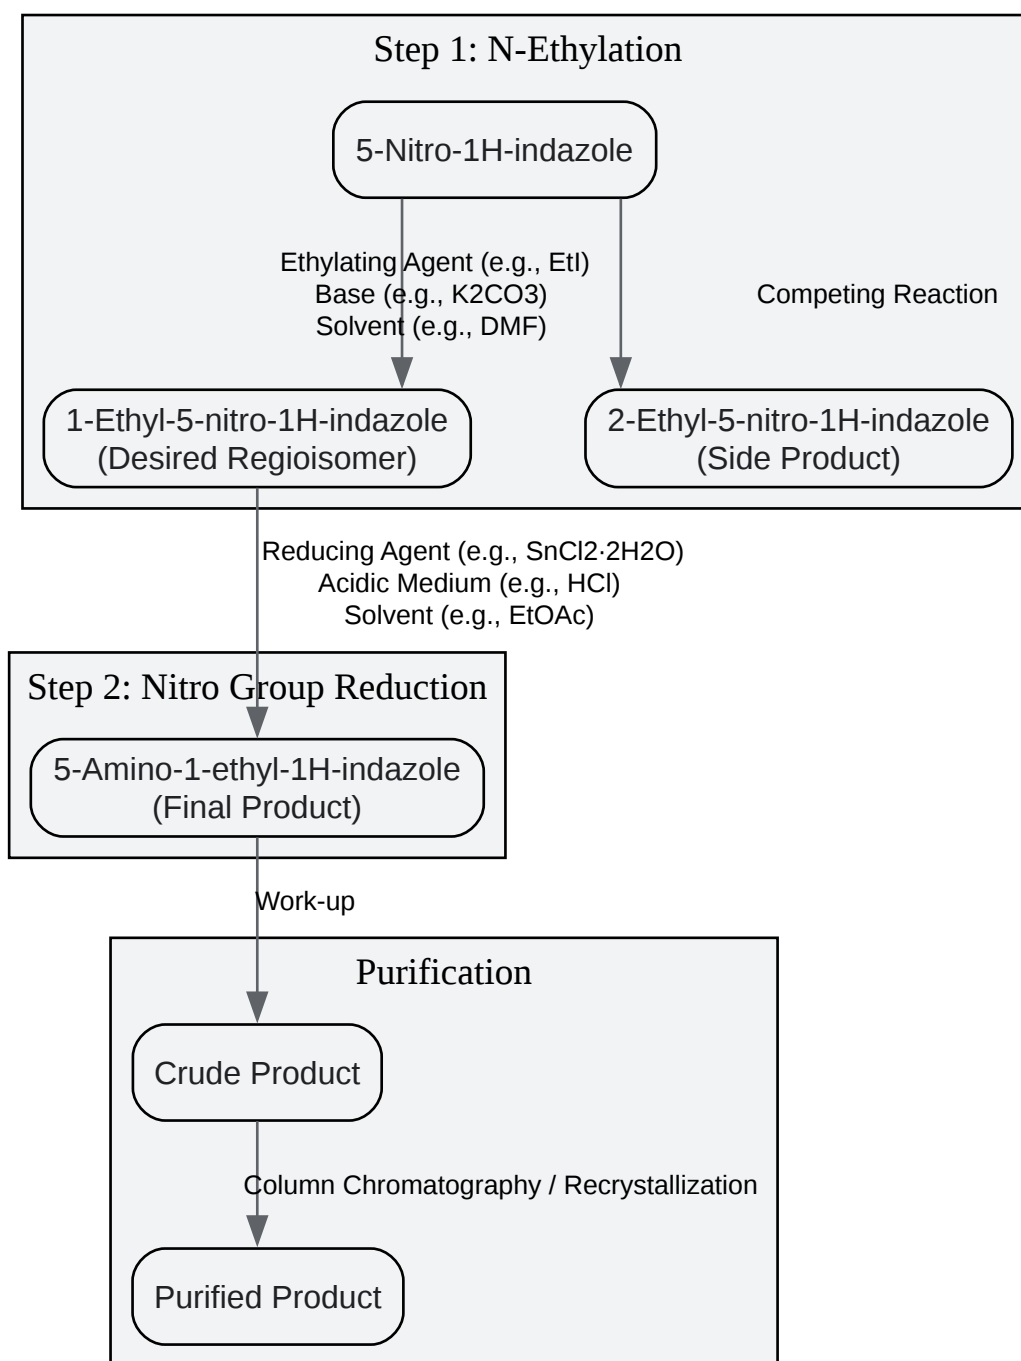 Step 1: N-Ethylation
5-Nitro-1H-indazole
Ethylating Agent (e.g., EtI)
Base (e.g., K2CO3)
Solvent (e.g., DMF)
Competing Reaction
1-Ethyl-5-nitro-1H-indazole
(Desired Regioisomer)
2-Ethyl-5-nitro-1H-indazole
(Side Product)
Reducing Agent (e.g., SnCl2·2H2O)
Acidic Medium (e.g., HCl)
Solvent (e.g., EtOAc)
Step 2: Nitro Group Reduction
5-Amino-1-ethyl-1H-indazole
(Final Product)
Work-up
Purification
Crude Product
Column Chromatography / Recrystallization
Purified Product